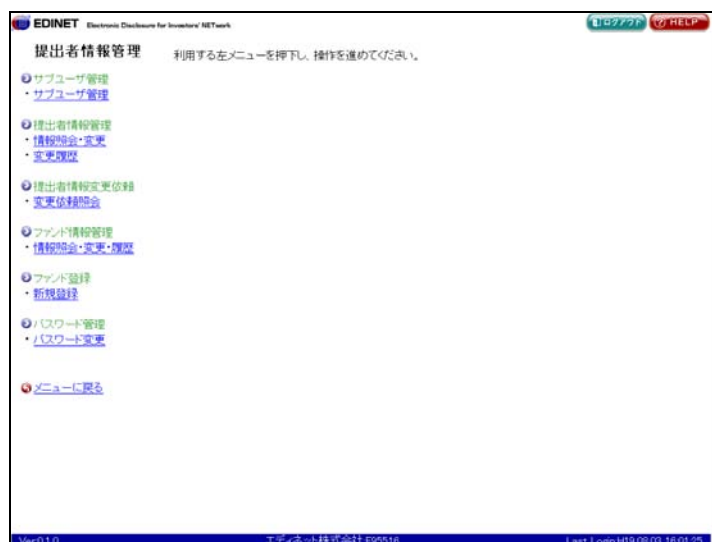 EDINET Electronic Disclosure for Investors' NETwork
ログアウト
HELP
提出者情報管理
利用する左メニューを押下し、操作を進めてください。
サブユーザ管理
・サブユーザ管理
提出者情報管理
・情報照会・変更
・変更履歴
提出者情報変更依頼
・変更依頼照会
ファンド情報管理
・情報照会・変更・履歴
ファンド登録
・新規登録
パスワード管理
・パスワード変更
メニューに戻る
Ver.0.1.0
エディネット株式会社 E95516
Last Login:H19.08.03 16:01:25